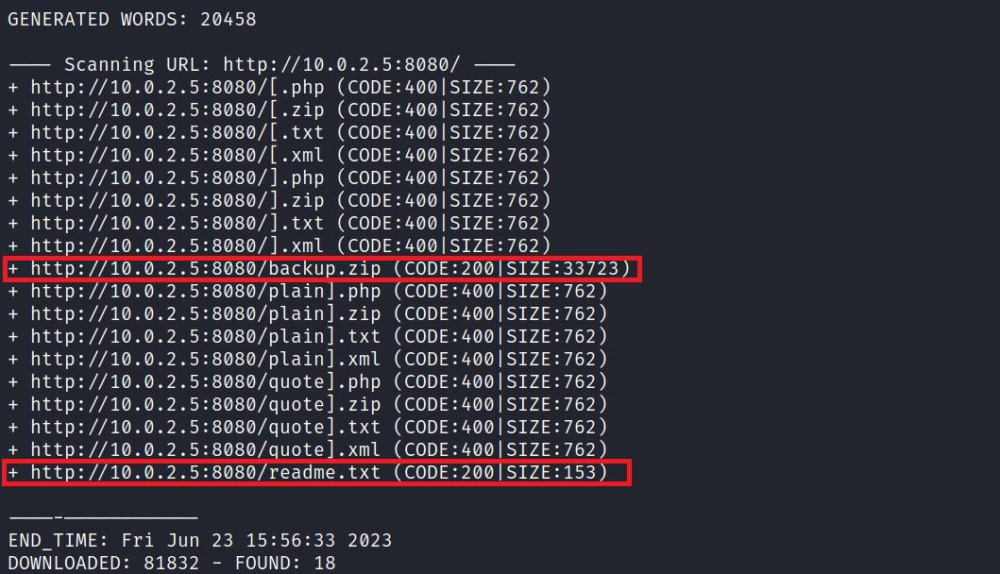 GENERATED WORDS: 20458
---- Scanning URL: http://10.0.2.5:8080/ ----
+ http://10.0.2.5:8080/[.php (CODE:400|SIZE:762)
+ http://10.0.2.5:8080/[.zip (CODE:400|SIZE:762)
+ http://10.0.2.5:8080/[.txt (CODE:400|SIZE:762)
+ http://10.0.2.5:8080/[.xml (CODE:400|SIZE:762)
+ http://10.0.2.5:8080/].php (CODE:400|SIZE:762)
+ http://10.0.2.5:8080/].zip (CODE:400|SIZE:762)
+ http://10.0.2.5:8080/].txt (CODE:400|SIZE:762)
+ http://10.0.2.5:8080/].xml (CODE:400|SIZE:762)
+ http://10.0.2.5:8080/backup.zip (CODE:200|SIZE:33723)
+ http://10.0.2.5:8080/plain].php (CODE:400|SIZE:762)
+ http://10.0.2.5:8080/plain].zip (CODE:400|SIZE:762)
+ http://10.0.2.5:8080/plain].txt (CODE:400|SIZE:762)
+ http://10.0.2.5:8080/plain].xml (CODE:400|SIZE:762)
+ http://10.0.2.5:8080/quote].php (CODE:400|SIZE:762)
+ http://10.0.2.5:8080/quote].zip (CODE:400|SIZE:762)
+ http://10.0.2.5:8080/quote].txt (CODE:400|SIZE:762)
+ http://10.0.2.5:8080/quote].xml (CODE:400|SIZE:762)
+ http://10.0.2.5:8080/readme.txt (CODE:200|SIZE:153)
-----------------
END_TIME: Fri Jun 23 15:56:33 2023
DOWNLOADED: 81832 - FOUND: 18